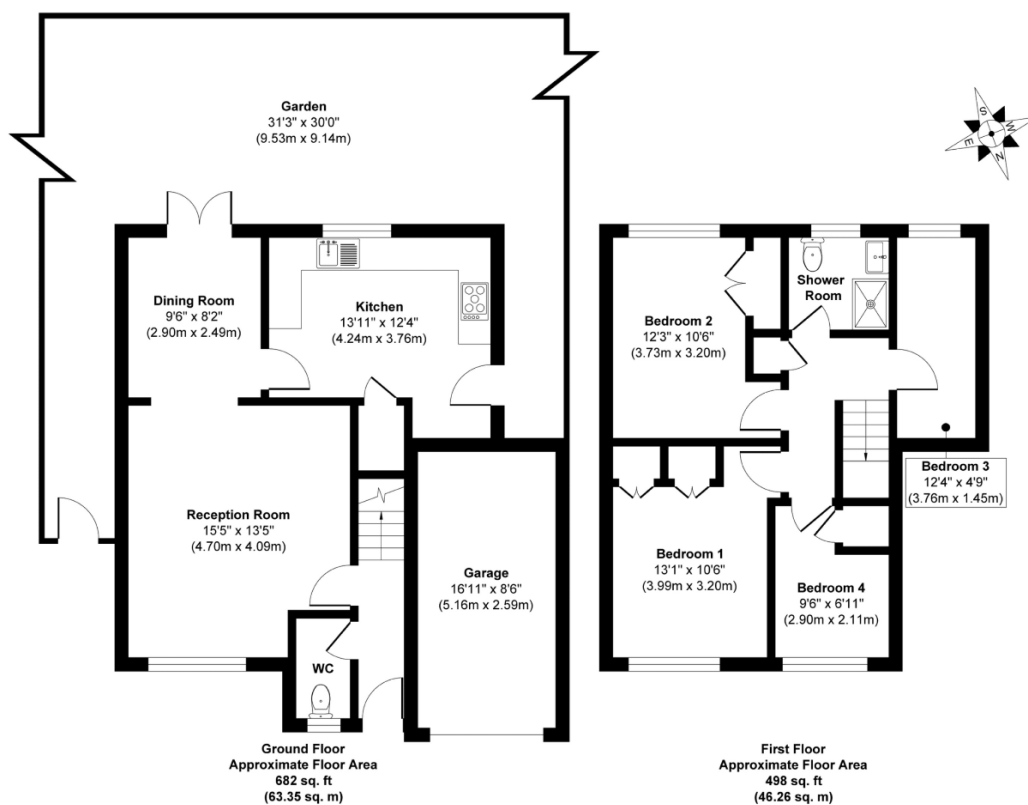 Garden
31'3" x 30'0"
(9.53m x 9.14m)
S
W
E
N
Dining Room
9'6" x 8'2"
(2.90m x 2.49m)
Kitchen
13'11" x 12'4"
(4.24m x 3.76m)
Reception Room
15'5" x 13'5"
(4.70m x 4.09m)
Garage
16'11" x 8'6"
(5.16m x 2.59m)
WC
Ground Floor
Approximate Floor Area
682 sq. ft
(63.35 sq. m)
Shower
Room
Bedroom 2
12'3" x 10'6"
(3.73m x 3.20m)
Bedroom 3
12'4" x 4'9"
(3.76m x 1.45m)
Bedroom 1
13'1" x 10'6"
(3.99m x 3.20m)
Bedroom 4
9'6" x 6'11"
(2.90m x 2.11m)
First Floor
Approximate Floor Area
498 sq. ft
(46.26 sq. m)